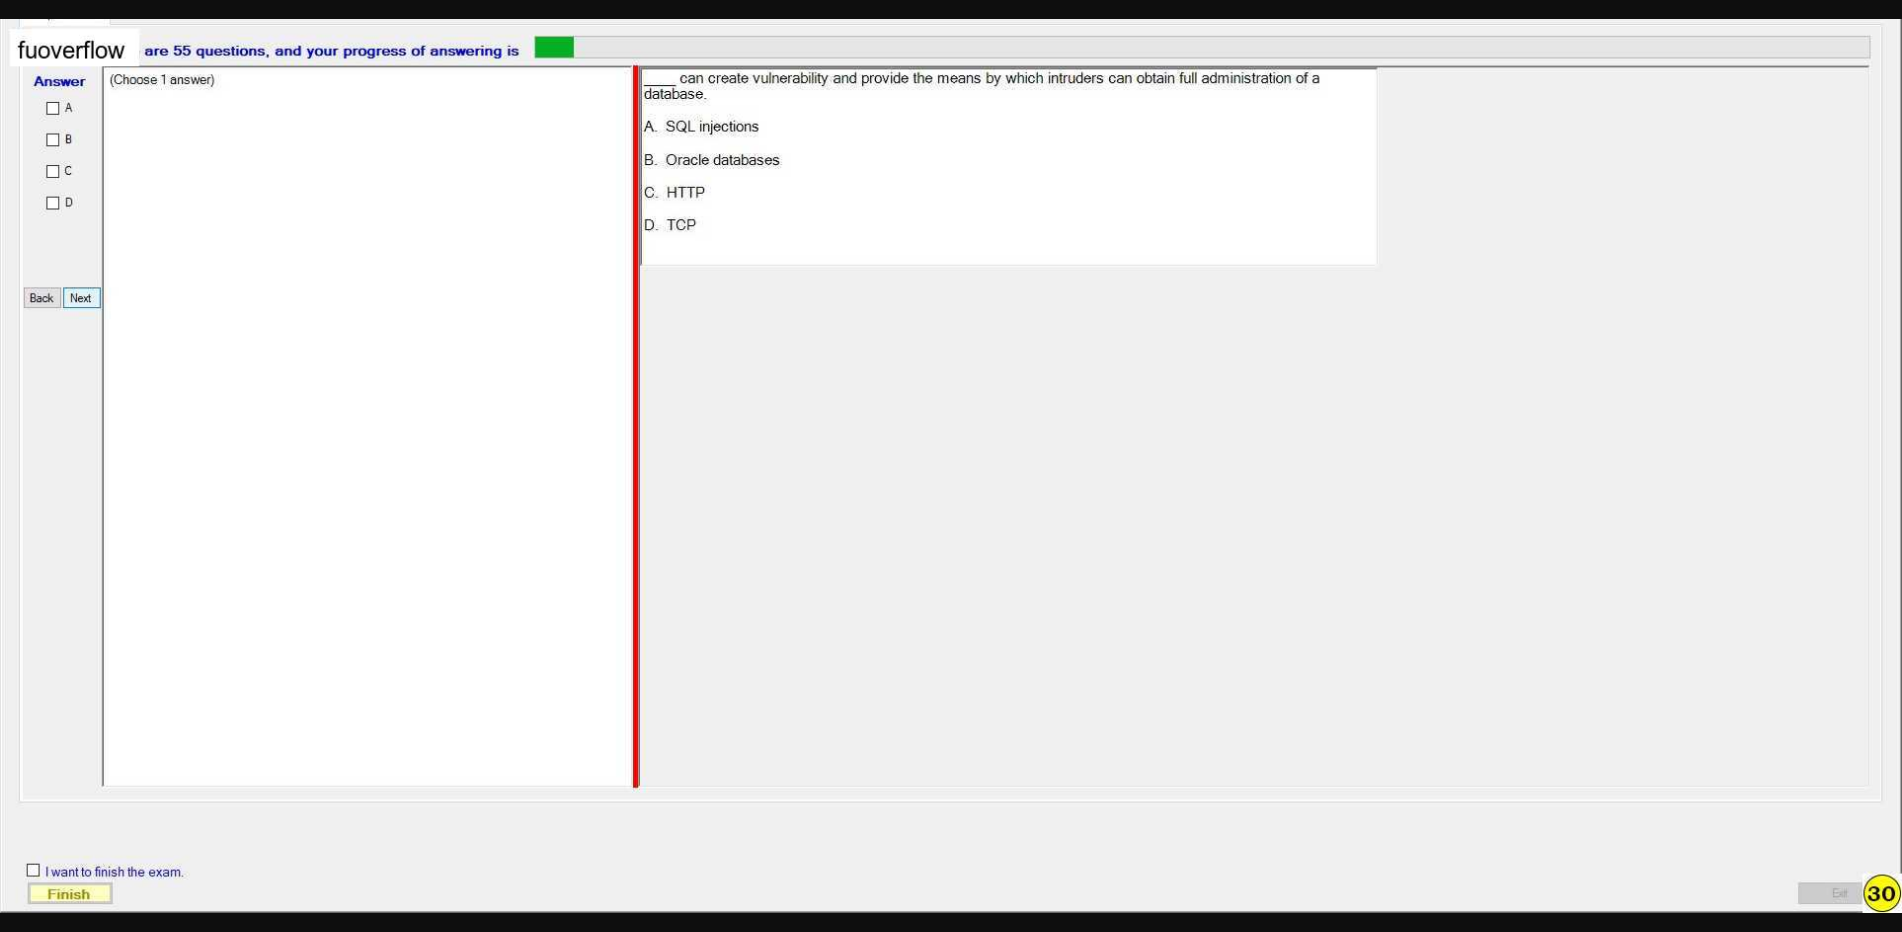 fuoverflow are 55 questions, and your progress of answering is
Answer
(Choose 1 answer)
A
B
C
D
Back Next
____ can create vulnerability and provide the means by which intruders can obtain full administration of a
database.
A. SQL injections
B. Oracle databases
C. HTTP
D. TCP
I want to finish the exam.
Finish
Exit
30